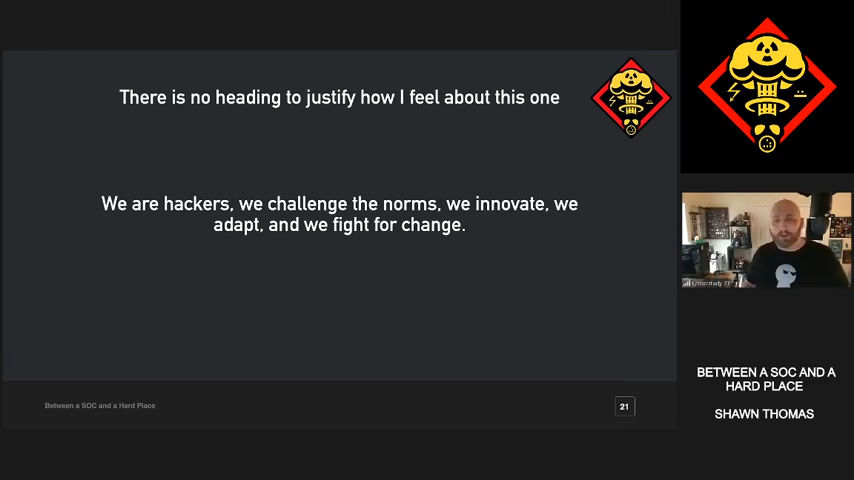 There is no heading to justify how I feel about this one
We are hackers, we challenge the norms, we innovate, we
adapt, and we fight for change.
Between a SOC and a Hard Place
21
BETWEEN A SOC AND A
HARD PLACE
SHAWN THOMAS